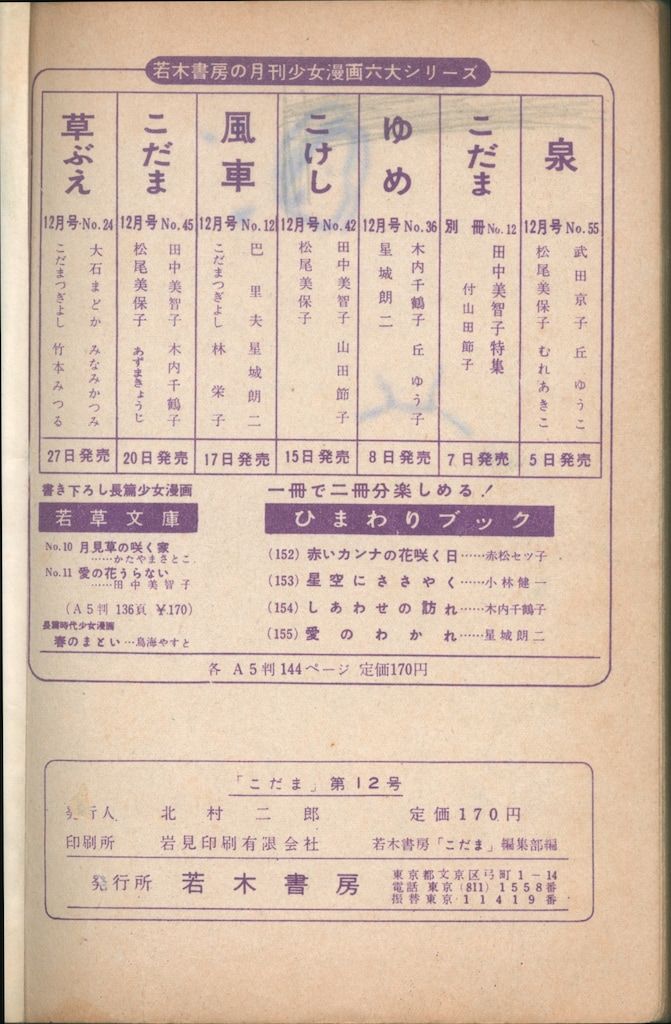 若木書房の月刊少女漫画六大シリーズ
泉
12月号 No.55
武田京子 丘ゆうこ
松尾美保子 むれあきこ
5日発売
こだま
別冊 No.12
田中美智子特集
付山田節子
7日発売
ゆめ
12月号 No.36
木内千鶴子 丘ゆう子
星城朗二
8日発売
こけし
12月号 No.42
田中美智子 山田節子
松尾美保子
15日発売
風車
12月号 No.12
巴里夫 星城朗二
こだまつぎよし 林栄子
17日発売
こだま
12月号 No.45
田中美智子 木内千鶴子
松尾美保子 あずまきょうじ
20日発売
草ぶえ
12月号・No.24
大石まどか みなみかつみ
こだまつぎよし 竹本みつる
27日発売
書き下ろし長篇少女漫画
若草文庫
No.10 月見草の咲く家
……かたやまさとこ
No.11 愛の花うらない
……田中美智子
(A5判 136頁 ¥170)
長篇時代少女漫画
春のまとい…鳥海やすと
一冊で二冊分楽しめる!
ひまわりブック
(152) 赤いカンナの花咲く日……赤松セツ子
(153) 星空にささやく……小林健一
(154) しあわせの訪れ……木内千鶴子
(155) 愛のわかれ……星城朗二
各 A5判144ページ 定価170円
「こだま」第12号
発行人 北村二郎 定価170円
印刷所 岩見印刷有限会社 若木書房「こだま」編集部編
発行所 若木書房
東京都文京区弓町1-14
電話 東京(811)1558番
振替東京11419番